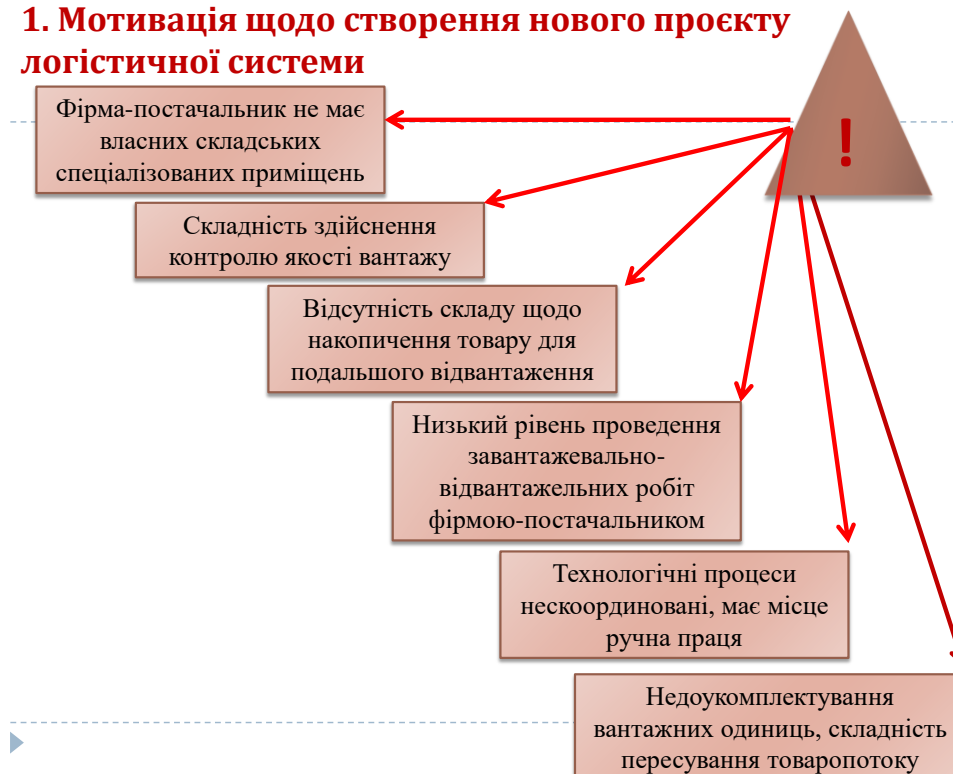 1. Мотивація щодо створення нового проєкту
логістичної системи
!
Фірма-постачальник не має
власних складських
спеціалізованих приміщень
Складність здійснення
контролю якості вантажу
Відсутність складу щодо
накопичення товару для
подальшого відвантаження
Низький рівень проведення
завантажевально-
відвантажельних робіт
фірмою-постачальником
Технологічні процеси
нескоординовані, має місце
ручна праця
Недоукомплектування
вантажних одиниць, складність
пересування товаропотоку